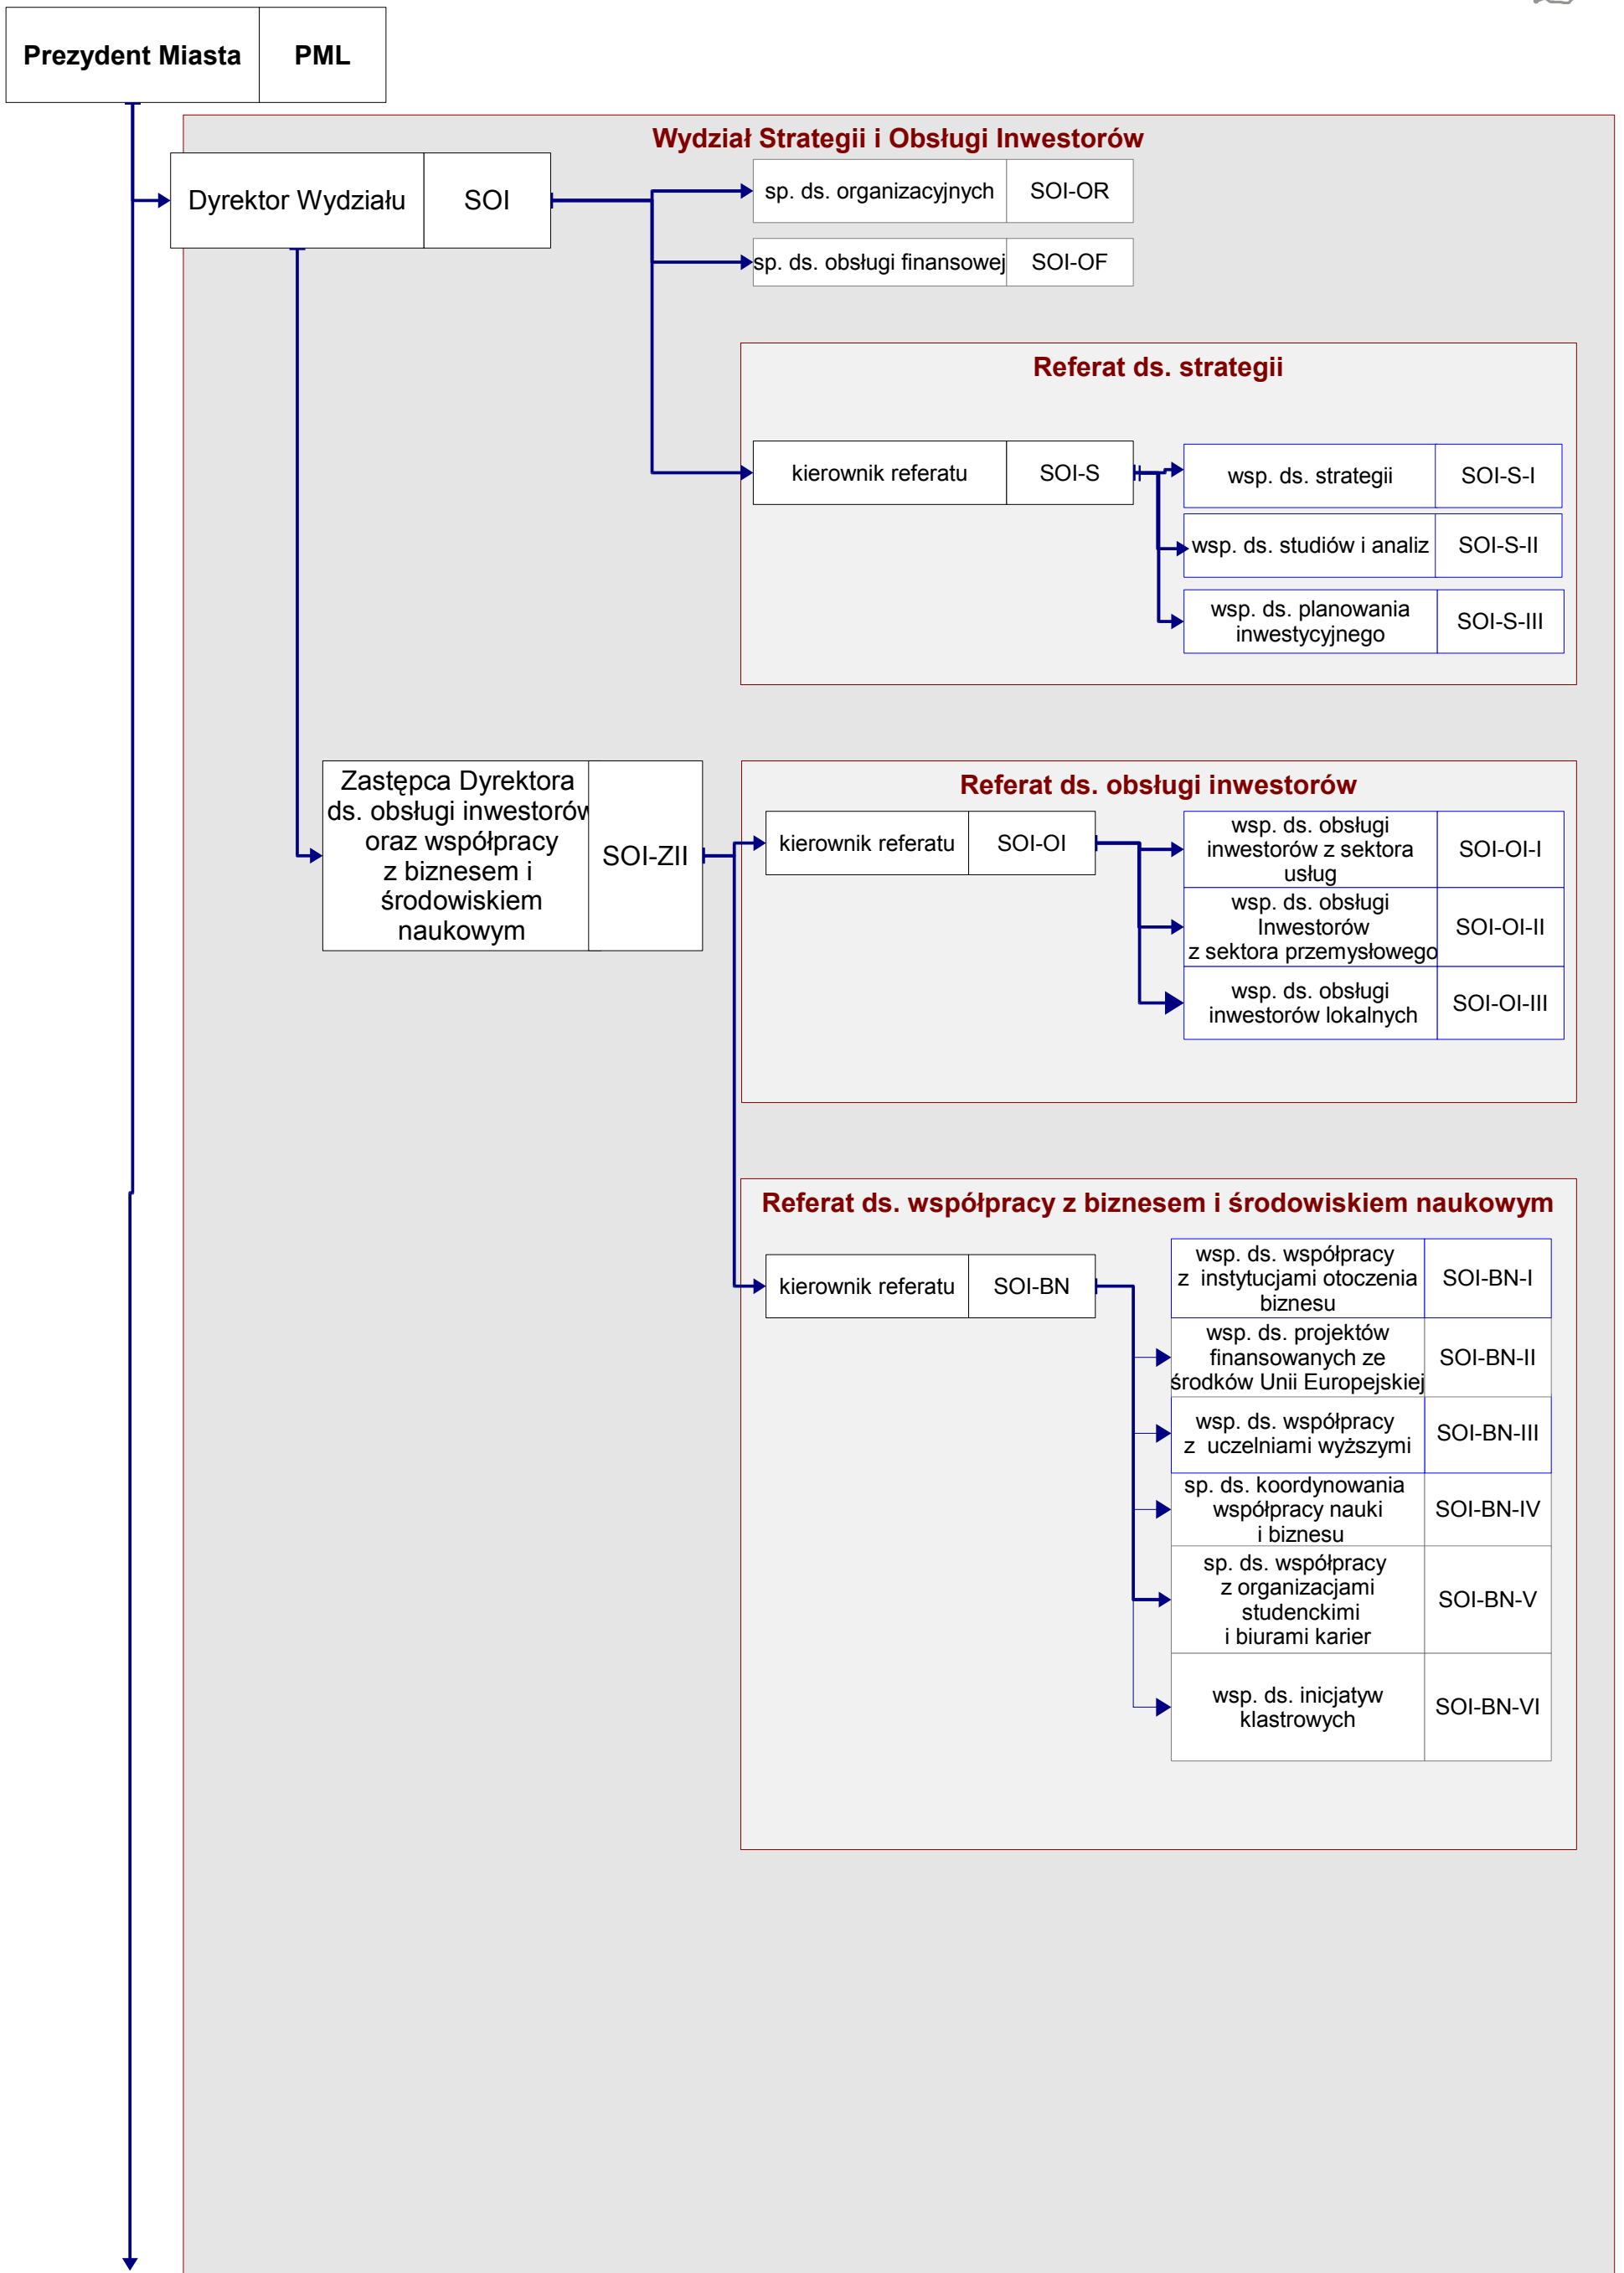 Prezydent Miasta PML
Wydział Strategii i Obsługi Inwestorów
Dyrektor Wydziału SOI
sp. ds. organizacyjnych SOI-OR
sp. ds. obsługi finansowej SOI-OF
Referat ds. strategii
kierownik referatu SOI-S
wsp. ds. strategii SOI-S-I
wsp. ds. studiów i analiz SOI-S-II
wsp. ds. planowania
inwestycyjnego
SOI-S-III
Zastępca Dyrektora
ds. obsługi inwestorów
oraz współpracy
z biznesem i
środowiskiem
naukowym
SOI-ZII
Referat ds. obsługi inwestorów
kierownik referatu SOI-OI
wsp. ds. obsługi
inwestorów z sektora
usług
SOI-OI-I
wsp. ds. obsługi
Inwestorów
z sektora przemysłowego
SOI-OI-II
wsp. ds. obsługi
inwestorów lokalnych
SOI-OI-III
Referat ds. współpracy z biznesem i środowiskiem naukowym
kierownik referatu SOI-BN
wsp. ds. współpracy
z instytucjami otoczenia
biznesu
SOI-BN-I
wsp. ds. projektów
finansowanych ze
środków Unii Europejskiej
SOI-BN-II
wsp. ds. współpracy
z uczelniami wyższymi
SOI-BN-III
sp. ds. koordynowania
współpracy nauki
i biznesu
SOI-BN-IV
sp. ds. współpracy
z organizacjami
studenckimi
i biurami karier
SOI-BN-V
wsp. ds. inicjatyw
klastrowych
SOI-BN-VI